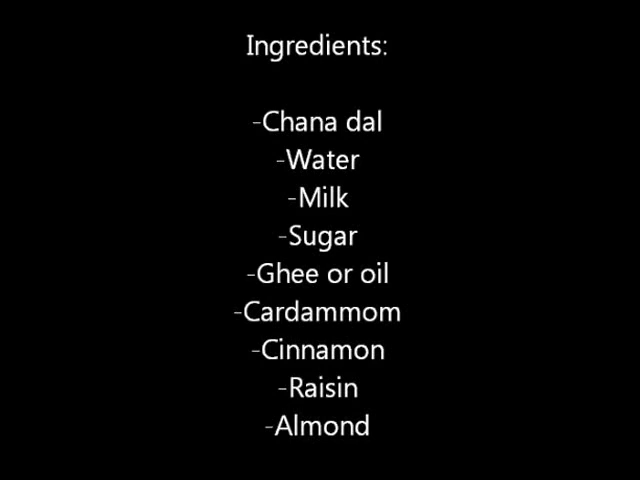 Ingredients:
-Chana dal
-Water
-Milk
-Sugar
-Ghee or oil
-Cardammom
-Cinnamon
-Raisin
-Almond